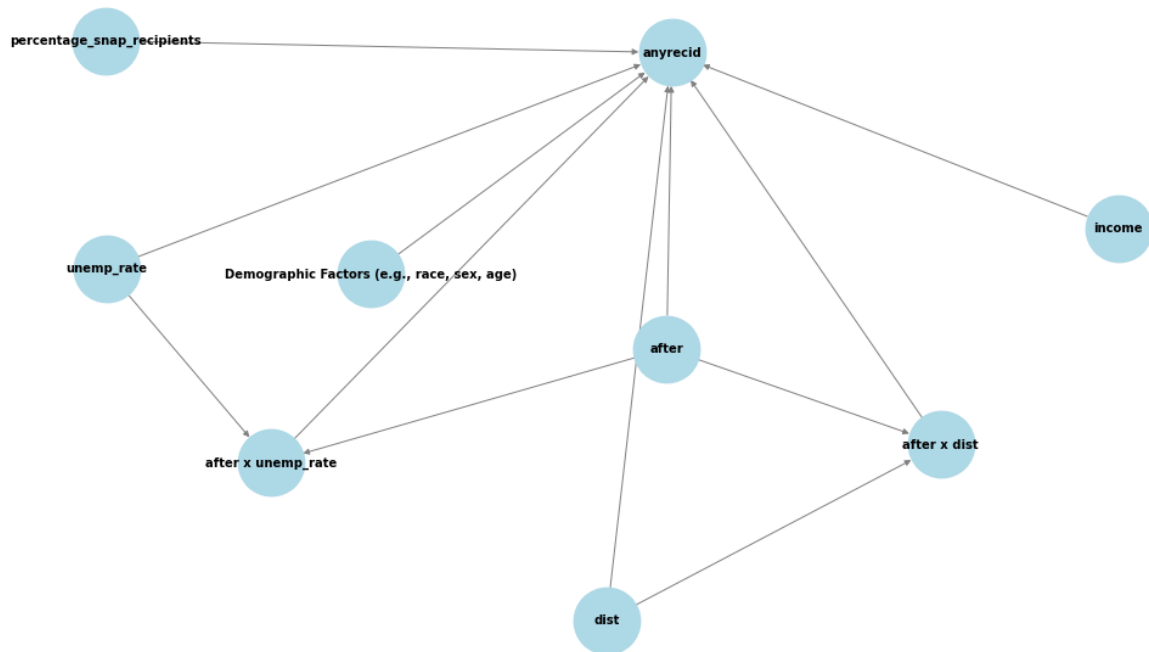 percentage_snap_recipients
anyrecid
income
unemp_rate
Demographic Factors (e.g., race, sex, age)
after
after x dist
after x unemp_rate
dist